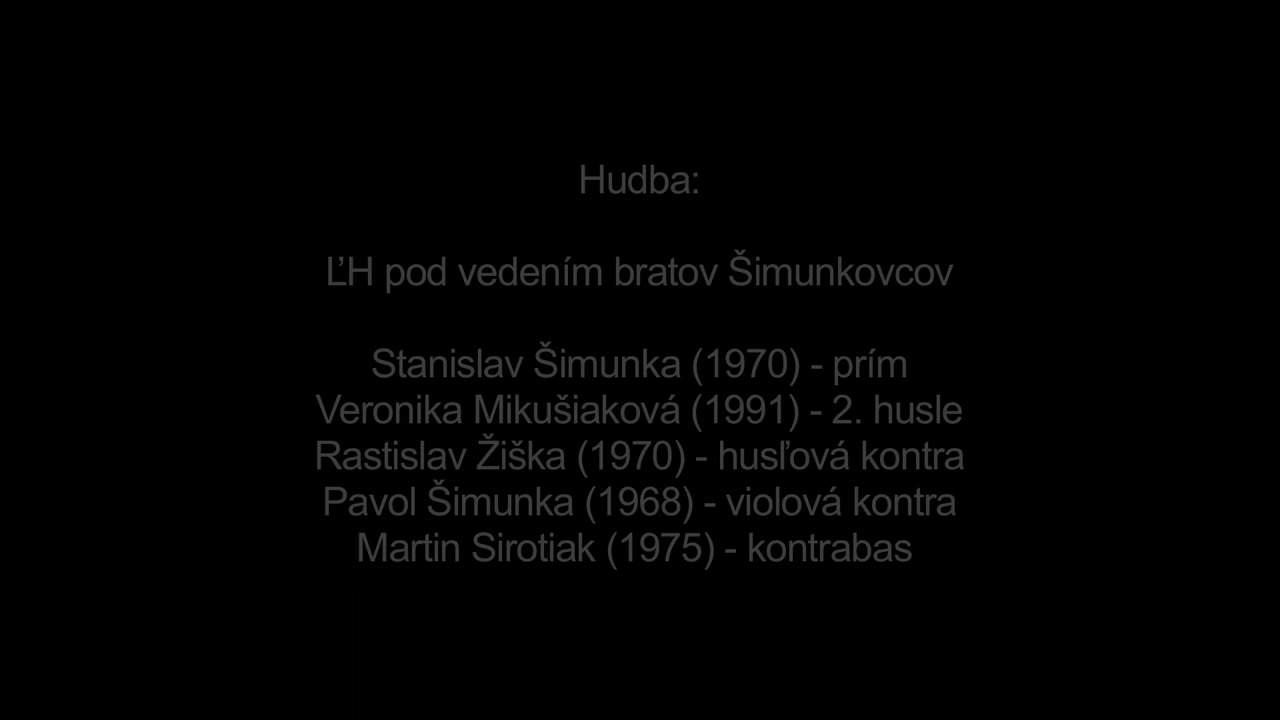 Hudba:
ĽH pod vedením bratov Šimunkovcov
Stanislav Šimunka (1970) - prím
Veronika Mikušiaková (1991) - 2. husle
Rastislav Žiška (1970) - husľová kontra
Pavol Šimunka (1968) - violová kontra
Martin Sirotiak (1975) - kontrabas